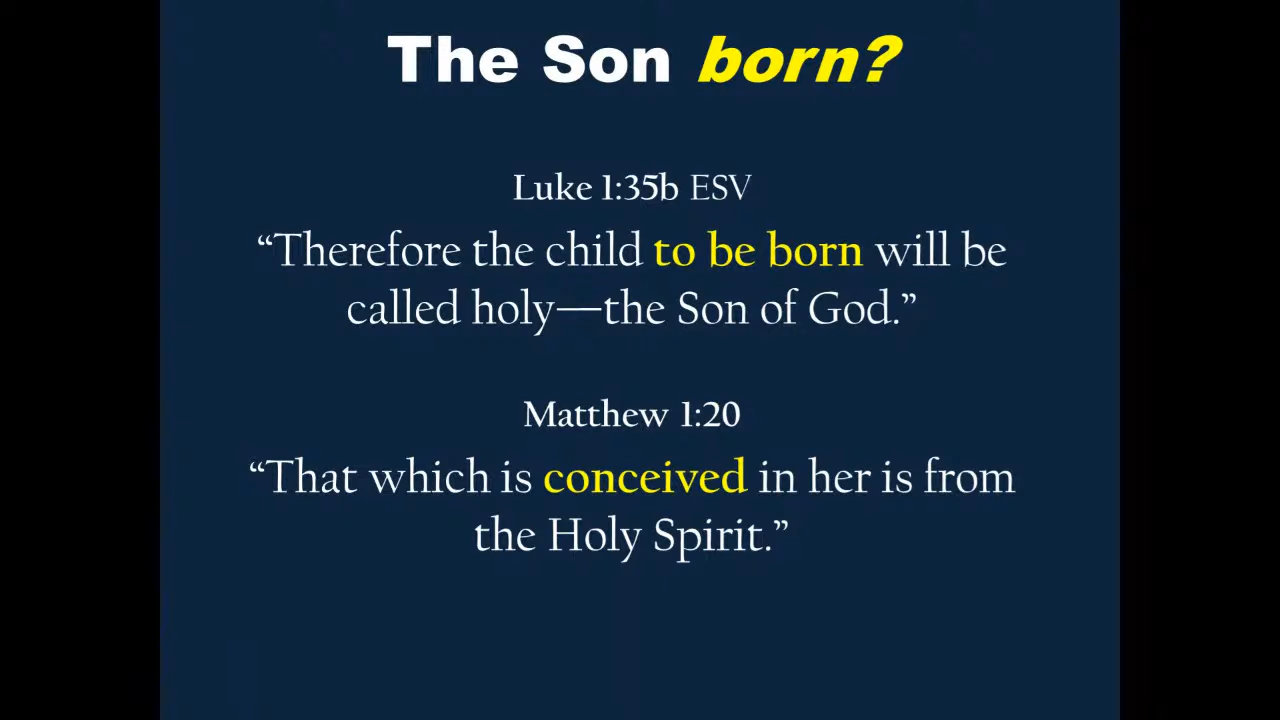 The Son born?
Luke 1:35b ESV
“Therefore the child to be born will be
called holy—the Son of God.”
Matthew 1:20
“That which is conceived in her is from
the Holy Spirit.”